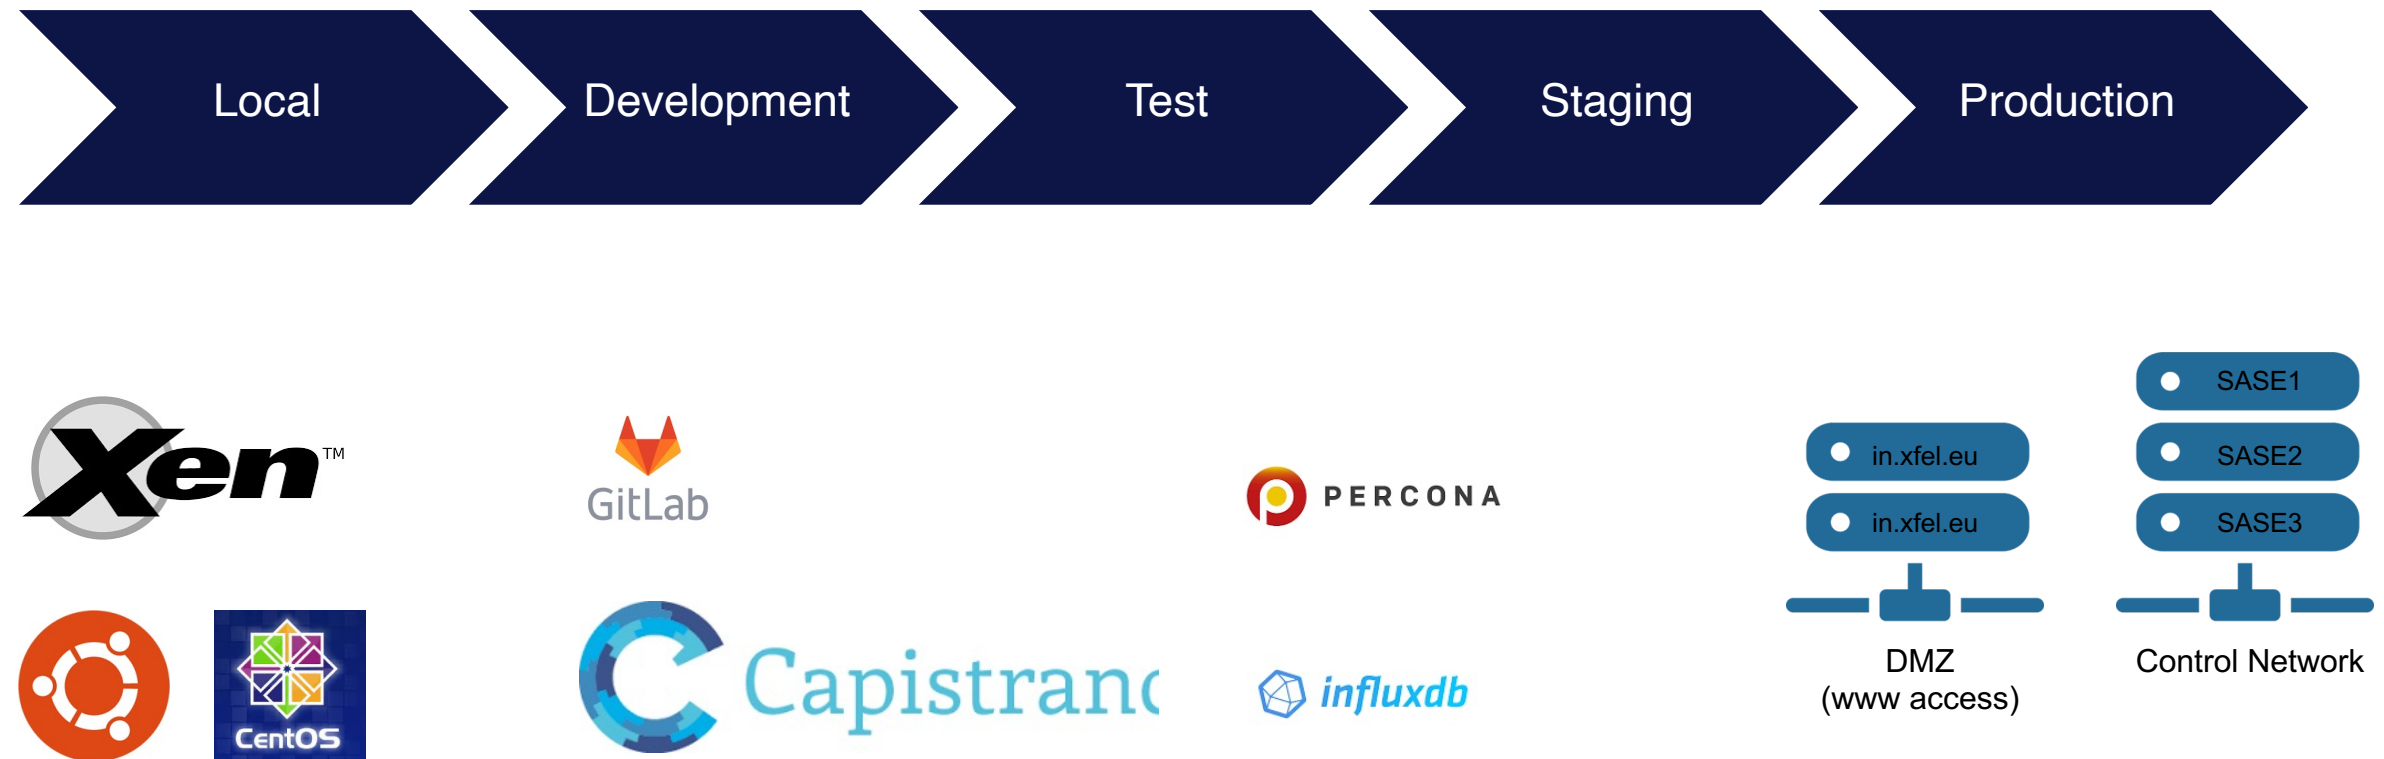 Local
Development
Test
Staging
Production
Xen™
GitLab
PERCONA
in.xfel.eu
in.xfel.eu
SASE1
SASE2
SASE3
CentOS
Capistrano
influxdb
DMZ
(www access)
Control Network